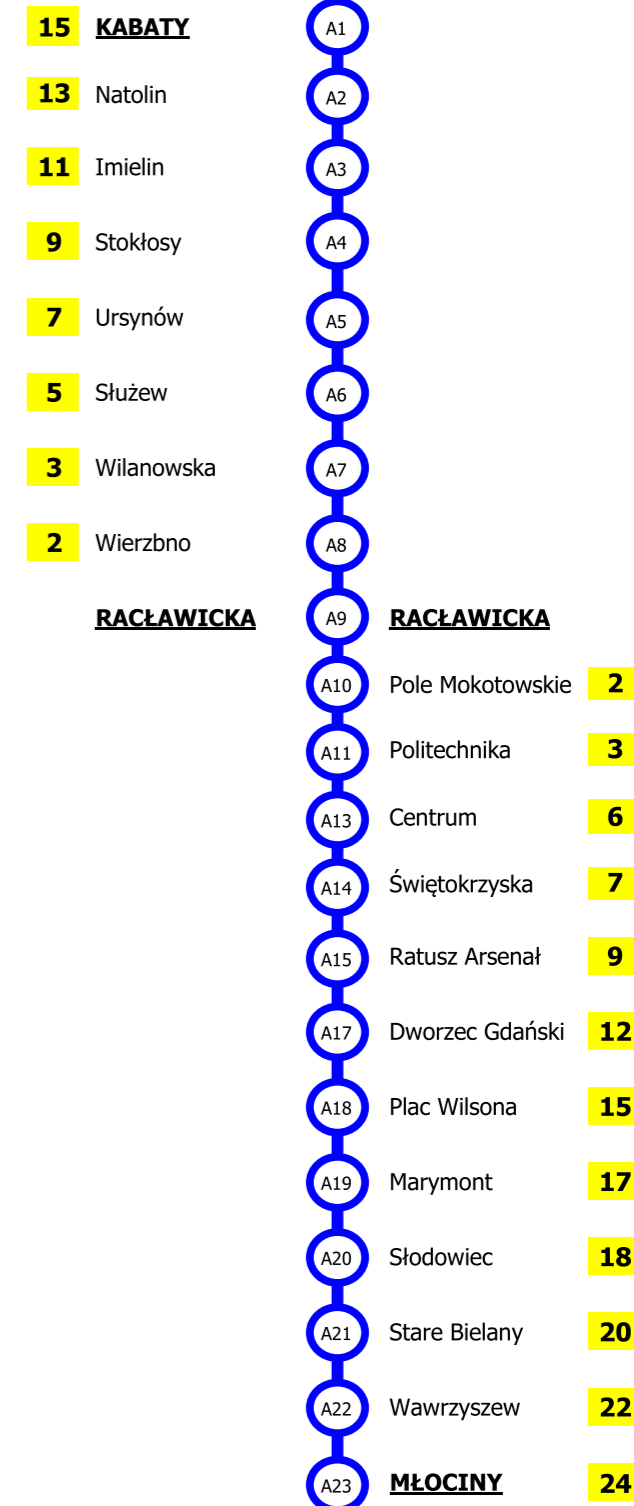 15 KABATY A1
13 Natolin A2
11 Imielin A3
9 Stokłosy A4
7 Ursynów A5
5 Służew A6
3 Wilanowska A7
2 Wierzbno A8
RACŁAWICKA A9 RACŁAWICKA
A10 Pole Mokotowskie 2
A11 Politechnika 3
A13 Centrum 6
A14 Świętokrzyska 7
A15 Ratusz Arsenał 9
A17 Dworzec Gdański 12
A18 Plac Wilsona 15
A19 Marymont 17
A20 Słodowiec 18
A21 Stare Bielany 20
A22 Wawrzyszew 22
A23 MŁOCINY 24